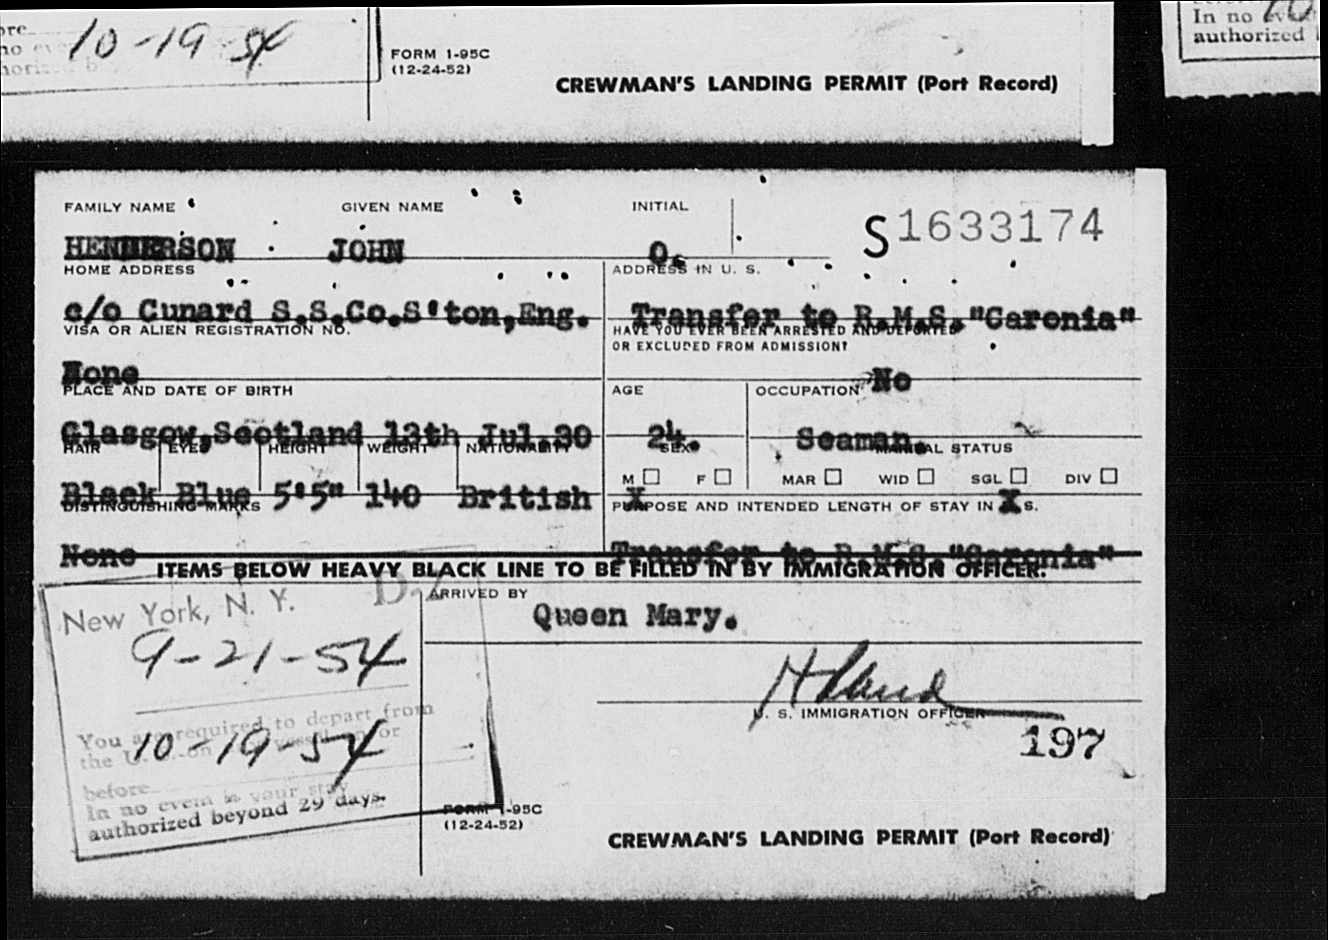 10-19-54
FORM I-95C
(12-24-52)
CREWMAN'S LANDING PERMIT (Port Record)
In no
authorized
FAMILY NAME GIVEN NAME INITIAL
S1633174
HENDERSON JOHN O.
HOME ADDRESS ADDRESS IN U. S.
c/o Cunard S.S.Co.S'ton,Eng. Transfer to R.M.S."Caronia"
VISA OR ALIEN REGISTRATION NO. HAVE YOU EVER BEEN ARRESTED AND DEPORTED
OR EXCLUDED FROM ADMISSION?
None No
PLACE AND DATE OF BIRTH AGE OCCUPATION
Glasgow,Scotland 13th Jul.30 24. Seaman.
HAIR EYES HEIGHT WEIGHT NATIONALITY SEX MARITAL STATUS
M F MAR WID SGL DIV
Black Blue 5'5" 140 British X X
DISTINGUISHING MARKS PURPOSE AND INTENDED LENGTH OF STAY IN U.S.
None Transfer to R.M.S."Caronia"
ITEMS BELOW HEAVY BLACK LINE TO BE FILLED IN BY IMMIGRATION OFFICER.
ARRIVED BY
New York, N. Y.
Queen Mary.
9-21-54
U. S. IMMIGRATION OFFICER
You are required to depart from
197
the U.S. on vessel on or
10-19-54
before
In no event is your stay
authorized beyond 29 days.
FORM I-95C
(12-24-52)
CREWMAN'S LANDING PERMIT (Port Record)